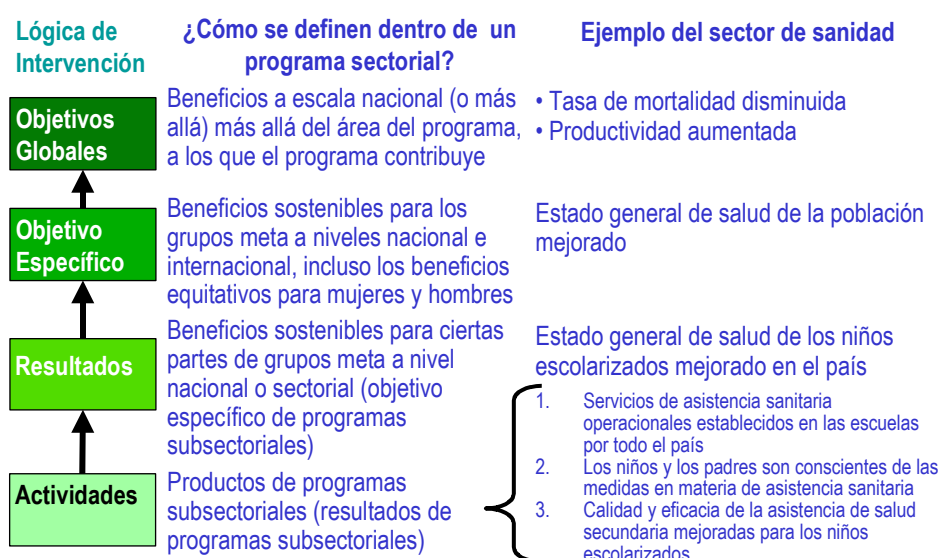 Lógica de
Intervención
¿Cómo se definen dentro de un
programa sectorial?
Ejemplo del sector de sanidad
Objetivos
Globales
Beneficios a escala nacional (o más
allá) más allá del área del programa,
a los que el programa contribuye
• Tasa de mortalidad disminuida
• Productividad aumentada
Objetivo
Específico
Beneficios sostenibles para los
grupos meta a niveles nacional e
internacional, incluso los beneficios
equitativos para mujeres y hombres
Estado general de salud de la población
mejorado
Resultados
Beneficios sostenibles para ciertas
partes de grupos meta a nivel
nacional o sectorial (objetivo
específico de programas
subsectoriales)
Estado general de salud de los niños
escolarizados mejorado en el país
Actividades
Productos de programas
subsectoriales (resultados de
programas subsectoriales)
1. Servicios de asistencia sanitaria
operacionales establecidos en las escuelas
por todo el país
2. Los niños y los padres son conscientes de las
medidas en materia de asistencia sanitaria
3. Calidad y eficacia de la asistencia de salud
secundaria mejoradas para los niños
escolarizados